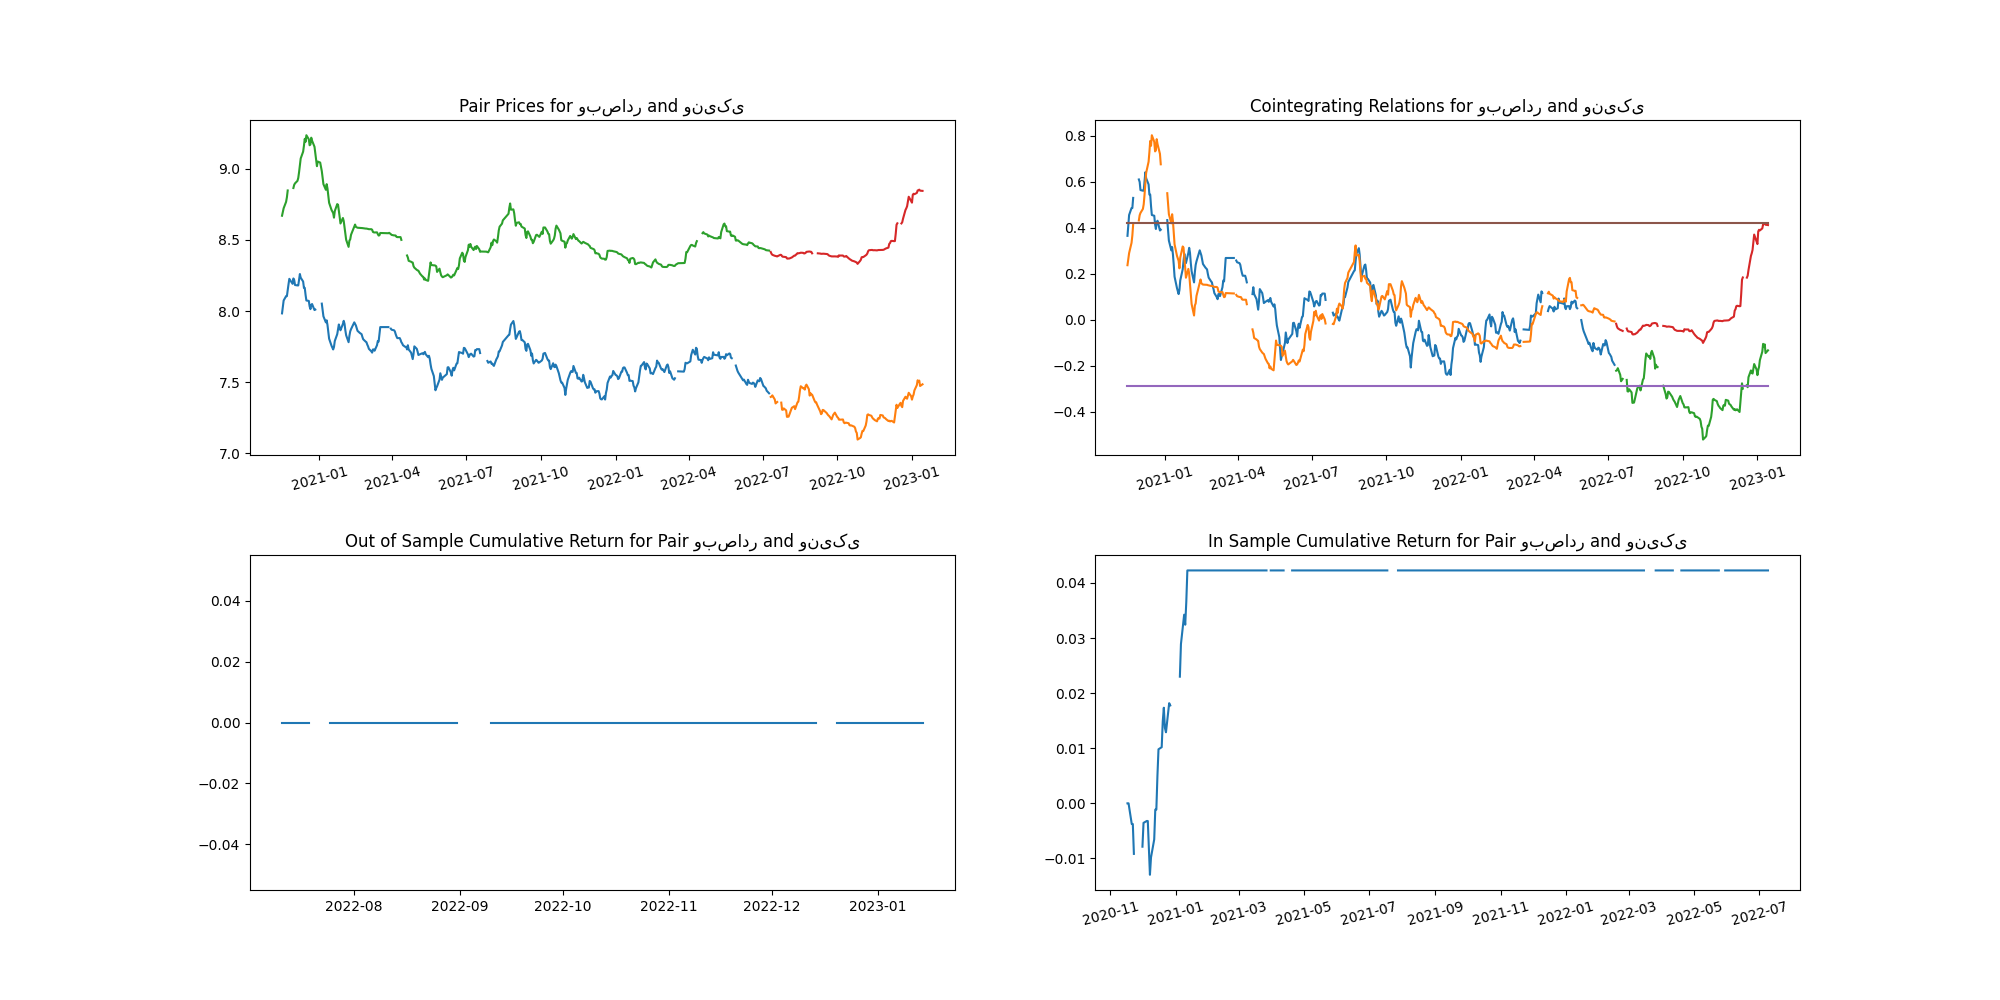 Pair Prices for وبصادر and ونیکی
9.0
8.5
8.0
7.5
7.0
2021-01 2021-04 2021-07 2021-10 2022-01 2022-04 2022-07 2022-10 2023-01
Cointegrating Relations for وبصادر and ونیکی
0.8
0.6
0.4
0.2
0.0
−0.2
−0.4
2021-01 2021-04 2021-07 2021-10 2022-01 2022-04 2022-07 2022-10 2023-01
Out of Sample Cumulative Return for Pair وبصادر and ونیکی
0.04
0.02
0.00
−0.02
−0.04
2022-08 2022-09 2022-10 2022-11 2022-12 2023-01
In Sample Cumulative Return for Pair وبصادر and ونیکی
0.04
0.03
0.02
0.01
0.00
−0.01
2020-11 2021-01 2021-03 2021-05 2021-07 2021-09 2021-11 2022-01 2022-03 2022-05 2022-07